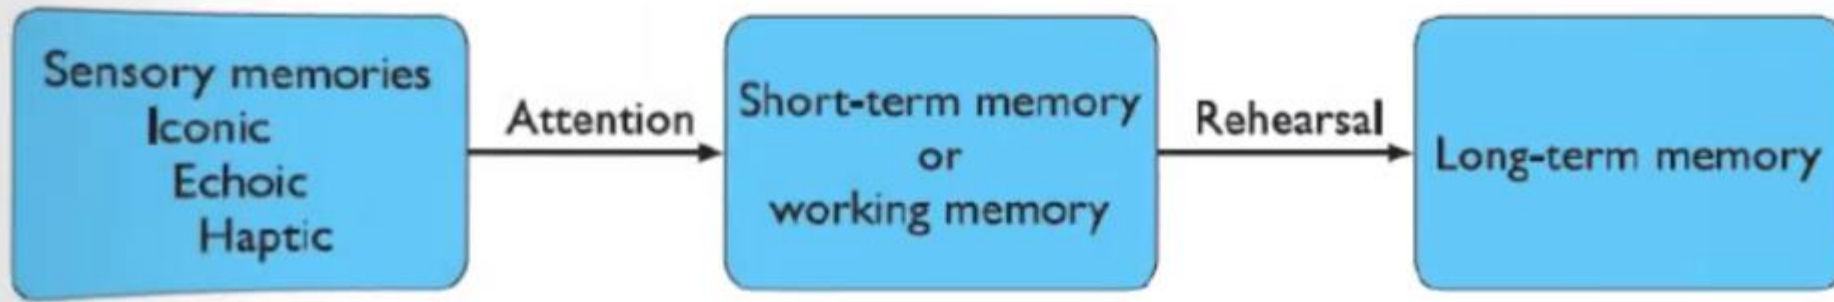 Sensory memories
Iconic
Echoic
Haptic
Attention
Short-term memory
or
working memory
Rehearsal
Long-term memory